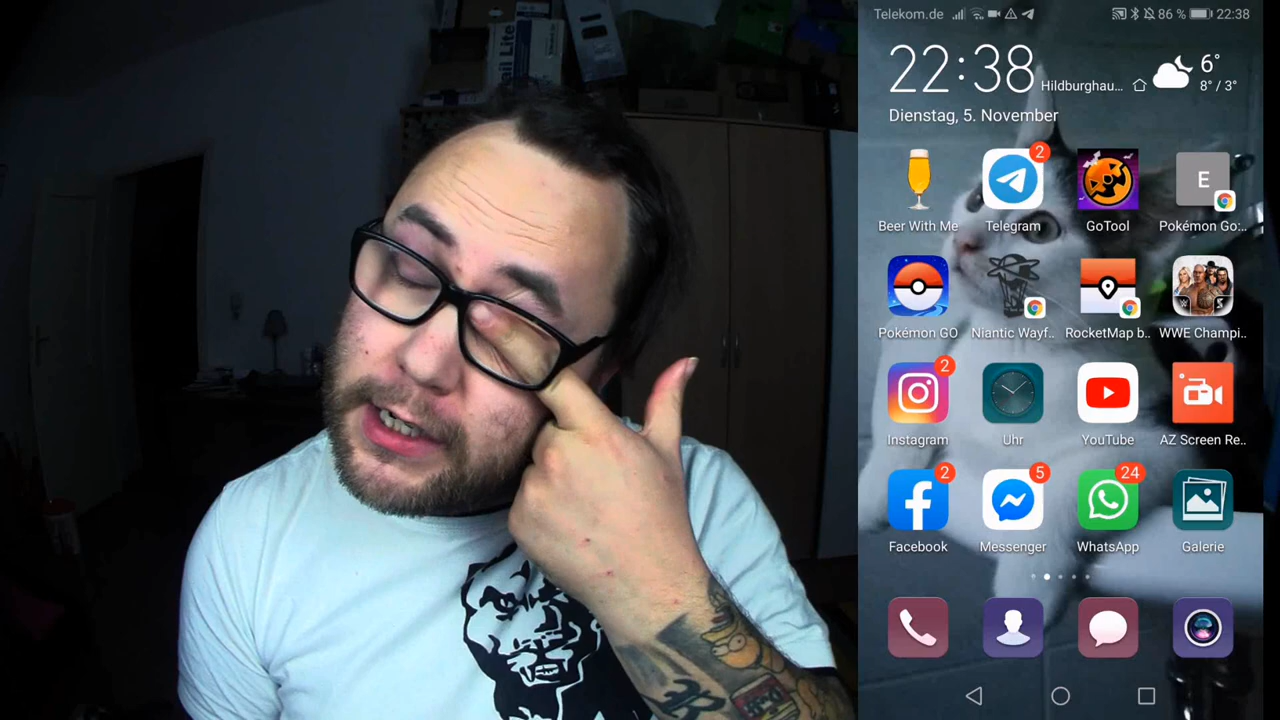 ail Lite
Telekom.de
86 %
22:38
22:38
Hildburghau...
6°
8° / 3°
Dienstag, 5. November
2
E
Beer With Me
Telegram
GoTool
Pokémon Go:..
Pokémon GO
Niantic Wayf..
RocketMap b..
WWE Champi..
2
Instagram
Uhr
YouTube
AZ Screen Re..
2
5
24
Facebook
Messenger
WhatsApp
Galerie